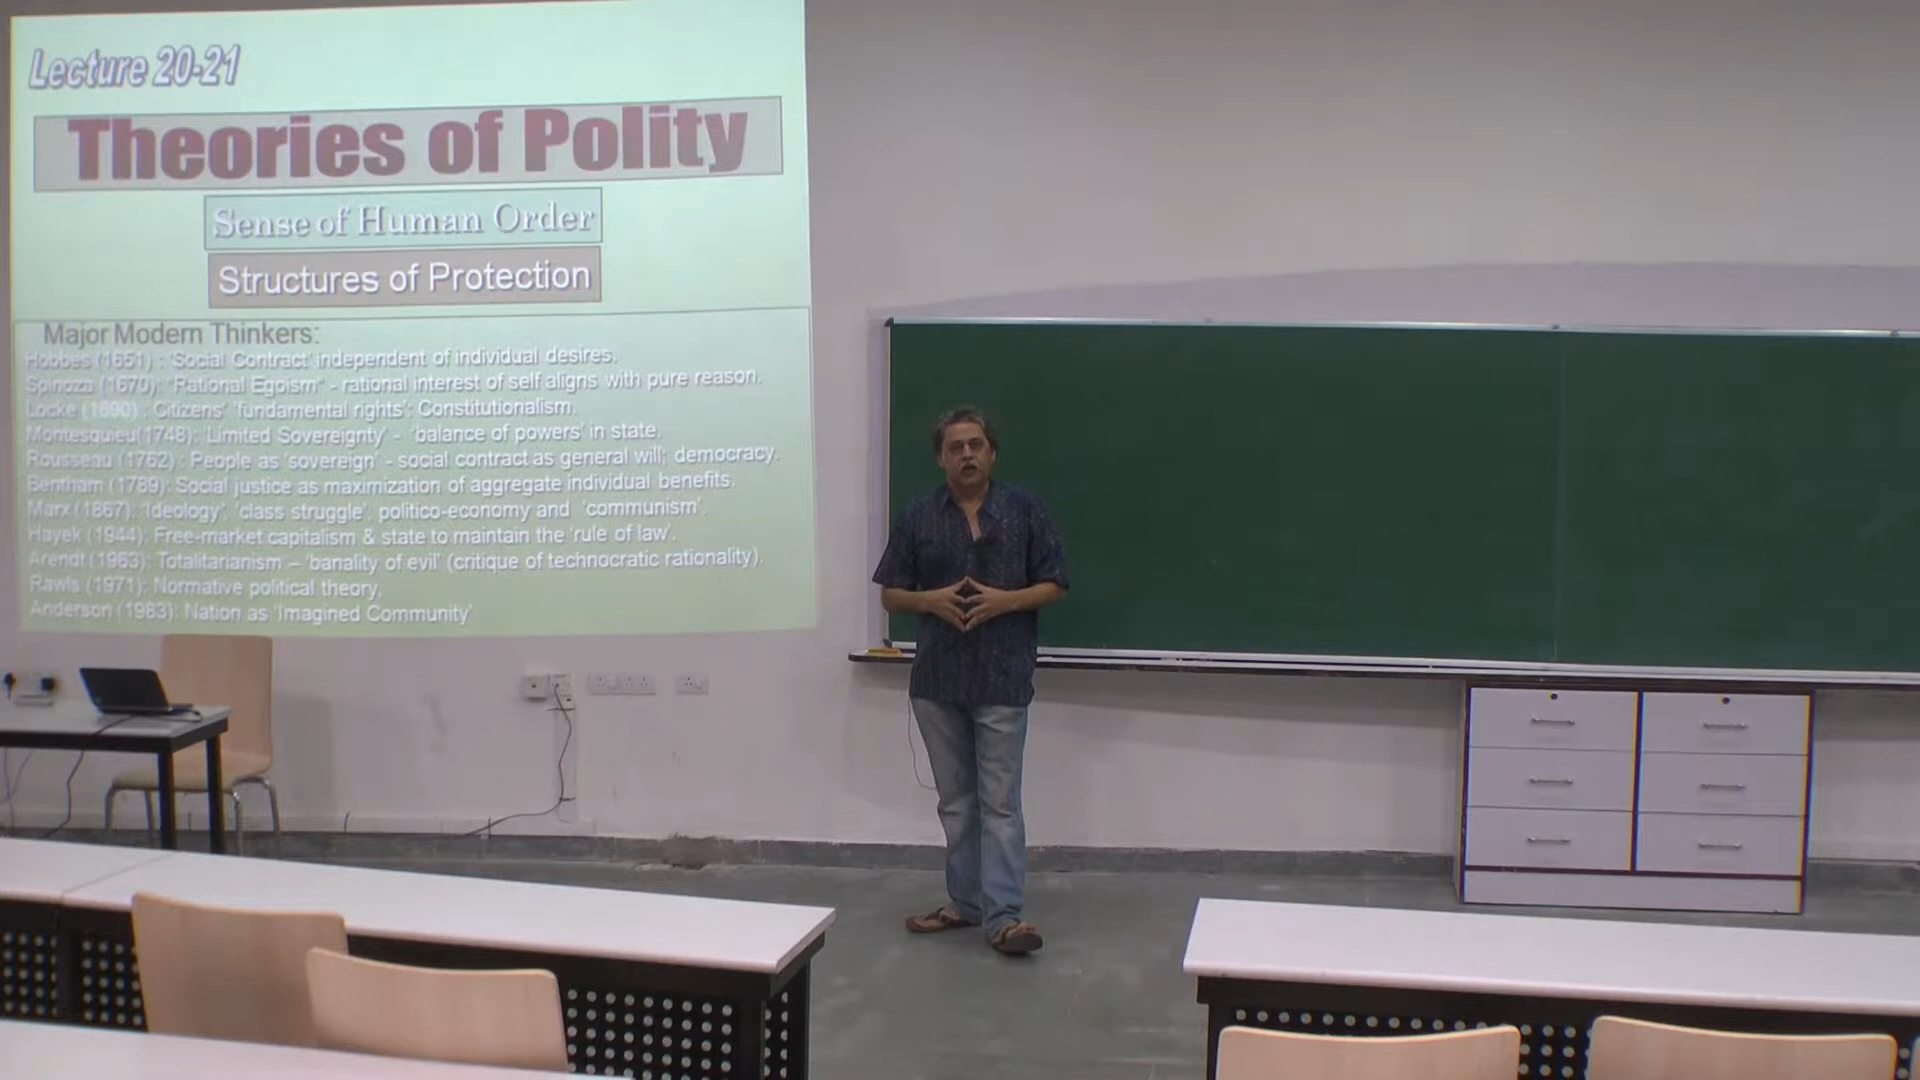 Lecture 20-21
Theories of Polity
Sense of Human Order
Structures of Protection
Major Modern Thinkers:
Hobbes (1651) : 'Social Contract' independent of individual desires.
Spinoza (1670): "Rational Egoism" - rational interest of self aligns with pure reason.
Locke (1690) : Citizens' 'fundamental rights'; Constitutionalism.
Montesquieu(1748): 'Limited Sovereignty' - 'balance of powers' in state.
Rousseau (1762) : People as 'sovereign' - social contract as general will; democracy.
Bentham (1789): Social justice as maximization of aggregate individual benefits.
Marx (1867): 'Ideology', 'class struggle', politico-economy and 'communism'.
Hayek (1944): Free-market capitalism & state to maintain the 'rule of law'.
Arendt (1963): Totalitarianism – 'banality of evil' (critique of technocratic rationality).
Rawls (1971): Normative political theory,
Anderson (1983): Nation as 'Imagined Community'